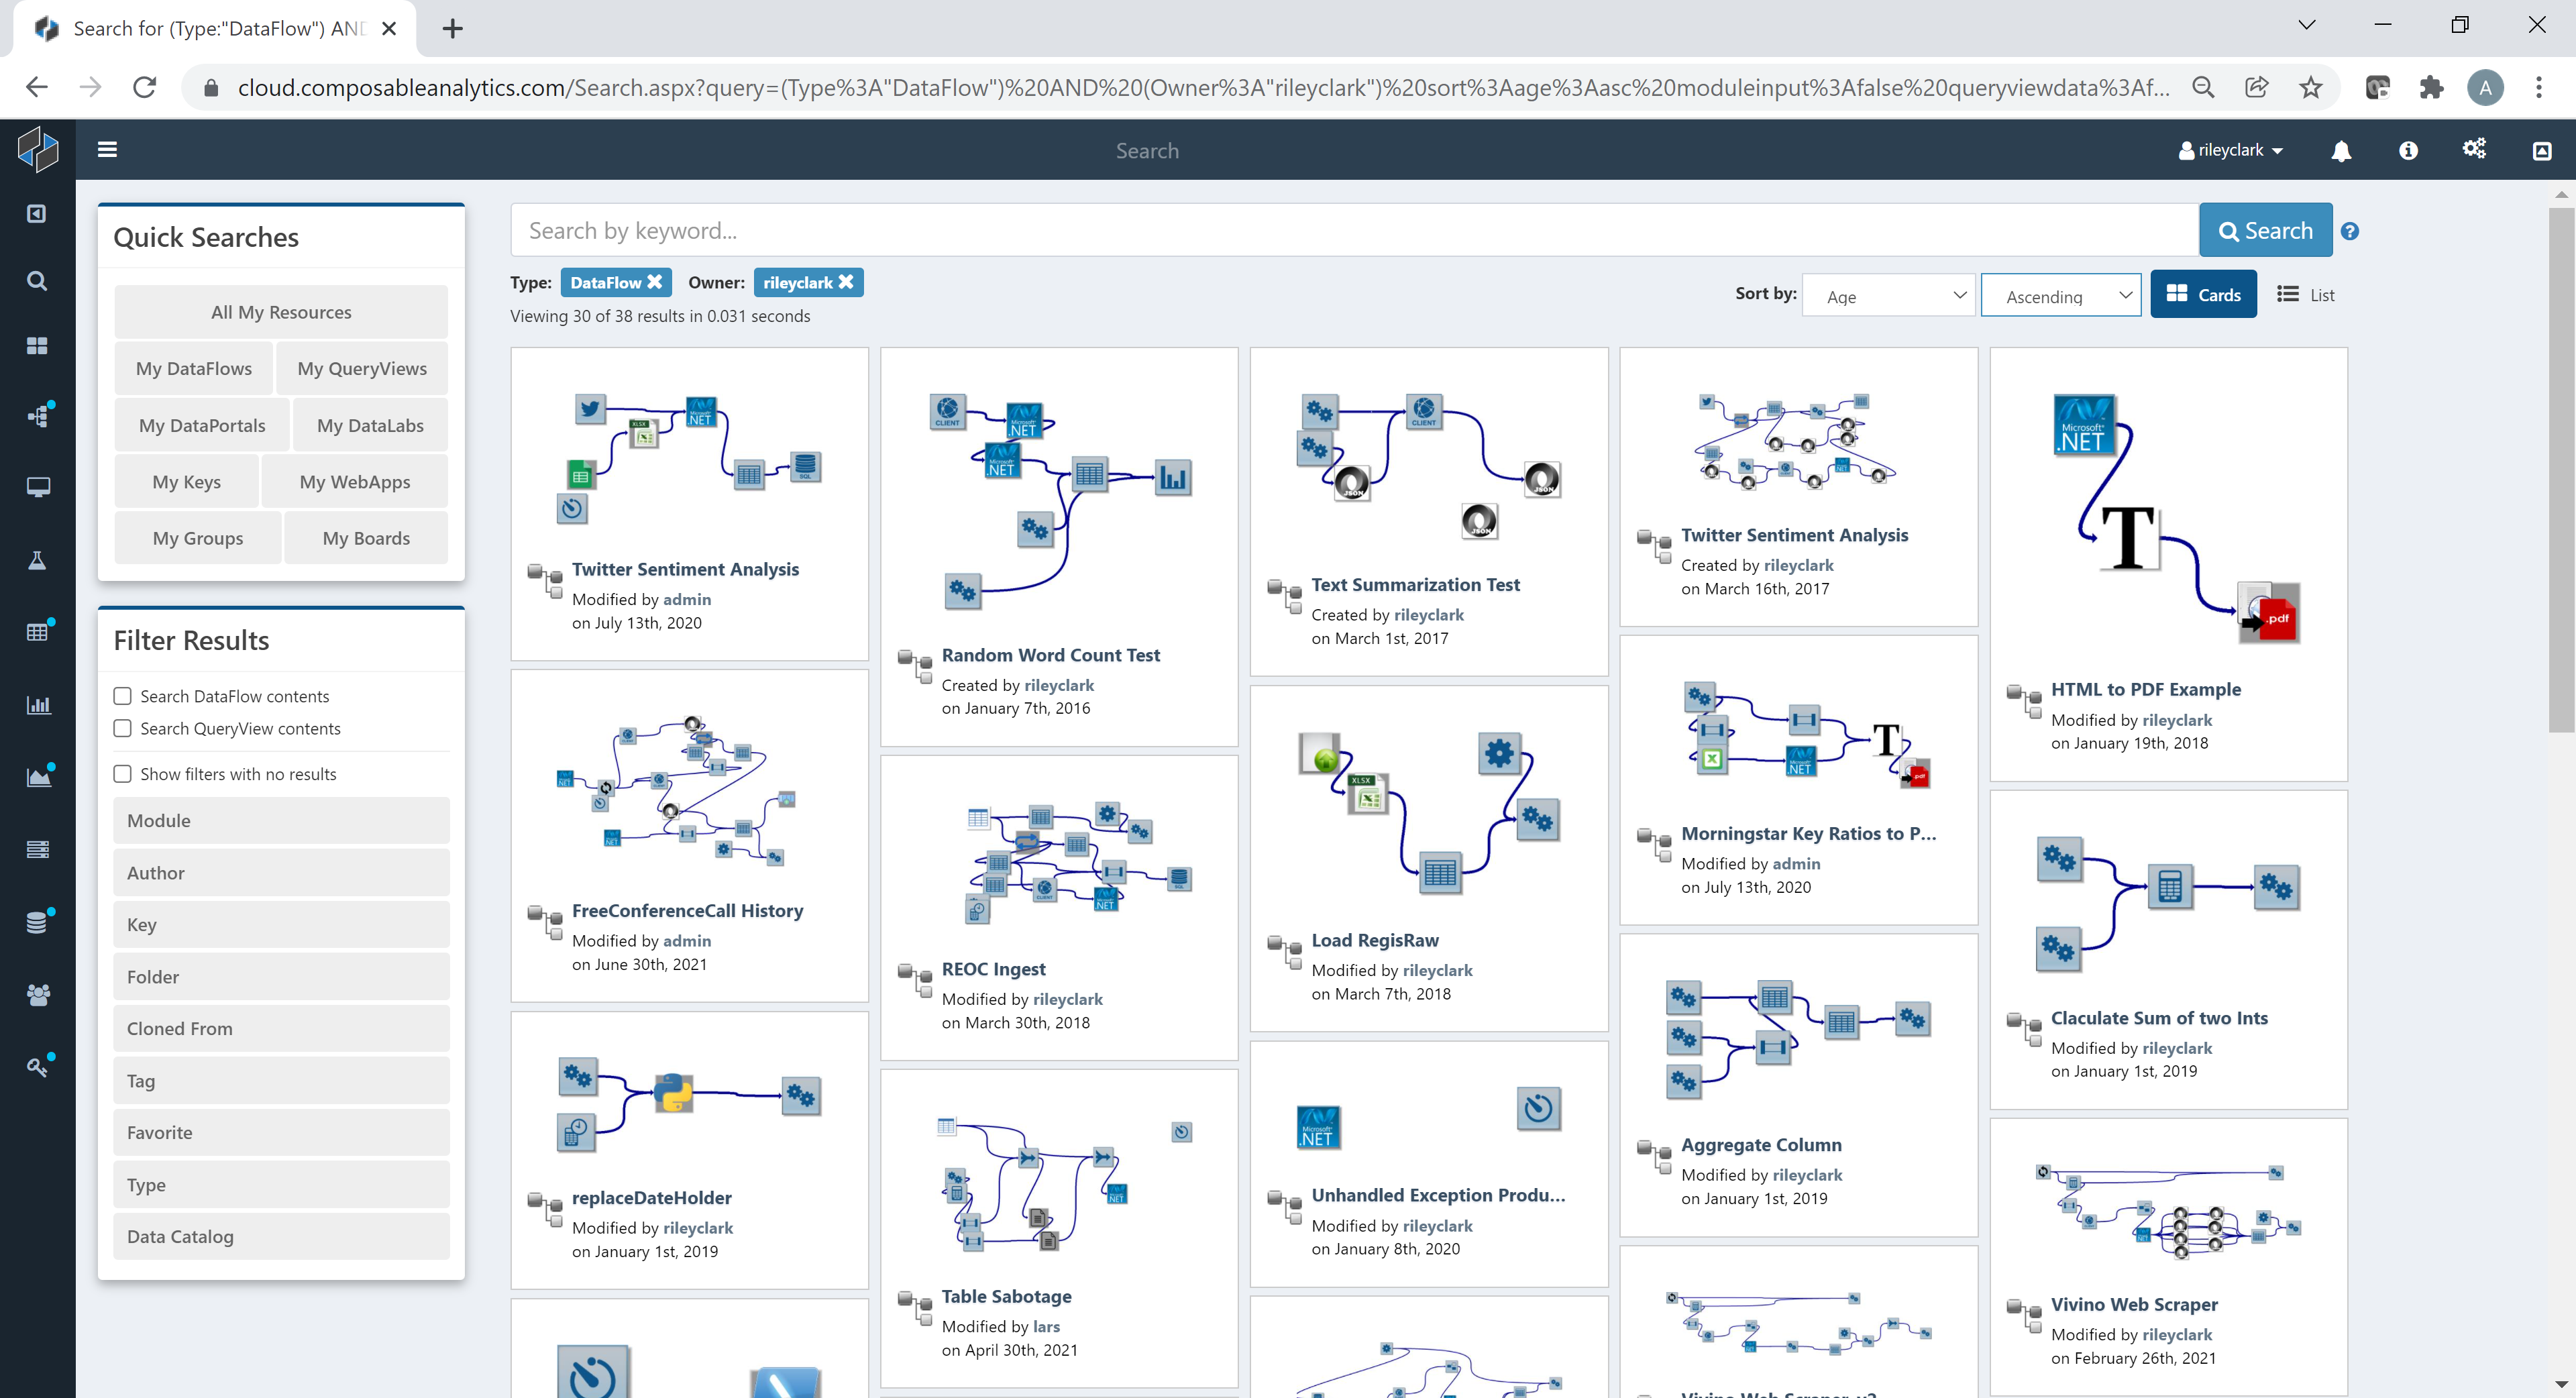 Search for (Type:"DataFlow") AND
cloud.composableanalytics.com/Search.aspx?query=(Type%3A"DataFlow")%20AND%20(Owner%3A"rileyclark")%20sort%3Aage%3Aasc%20moduleinput%3Afalse%20queryviewdata%3Af...
A
Search
rileyclark
Quick Searches
All My Resources
My DataFlows
My QueryViews
My DataPortals
My DataLabs
My Keys
My WebApps
My Groups
My Boards
Filter Results
Search DataFlow contents
Search QueryView contents
Show filters with no results
Module
Author
Key
Folder
Cloned From
Tag
Favorite
Type
Data Catalog
Search by keyword...
Search
Type: DataFlow Owner: rileyclark
Viewing 30 of 38 results in 0.031 seconds
Sort by: Age Ascending Cards List
Twitter Sentiment Analysis
Modified by admin
on July 13th, 2020
FreeConferenceCall History
Modified by admin
on June 30th, 2021
replaceDateHolder
Modified by rileyclark
on January 1st, 2019
Random Word Count Test
Created by rileyclark
on January 7th, 2016
REOC Ingest
Modified by rileyclark
on March 30th, 2018
Table Sabotage
Modified by lars
on April 30th, 2021
Text Summarization Test
Created by rileyclark
on March 1st, 2017
Load RegisRaw
Modified by rileyclark
on March 7th, 2018
Microsoft
.NET
Unhandled Exception Produ...
Modified by rileyclark
on January 8th, 2020
Twitter Sentiment Analysis
Created by rileyclark
on March 16th, 2017
Morningstar Key Ratios to P...
Modified by admin
on July 13th, 2020
Aggregate Column
Modified by rileyclark
on January 1st, 2019
Microsoft
.NET
T
.pdf
HTML to PDF Example
Modified by rileyclark
on January 19th, 2018
Claculate Sum of two Ints
Modified by rileyclark
on January 1st, 2019
Vivino Web Scraper
Modified by rileyclark
on February 26th, 2021